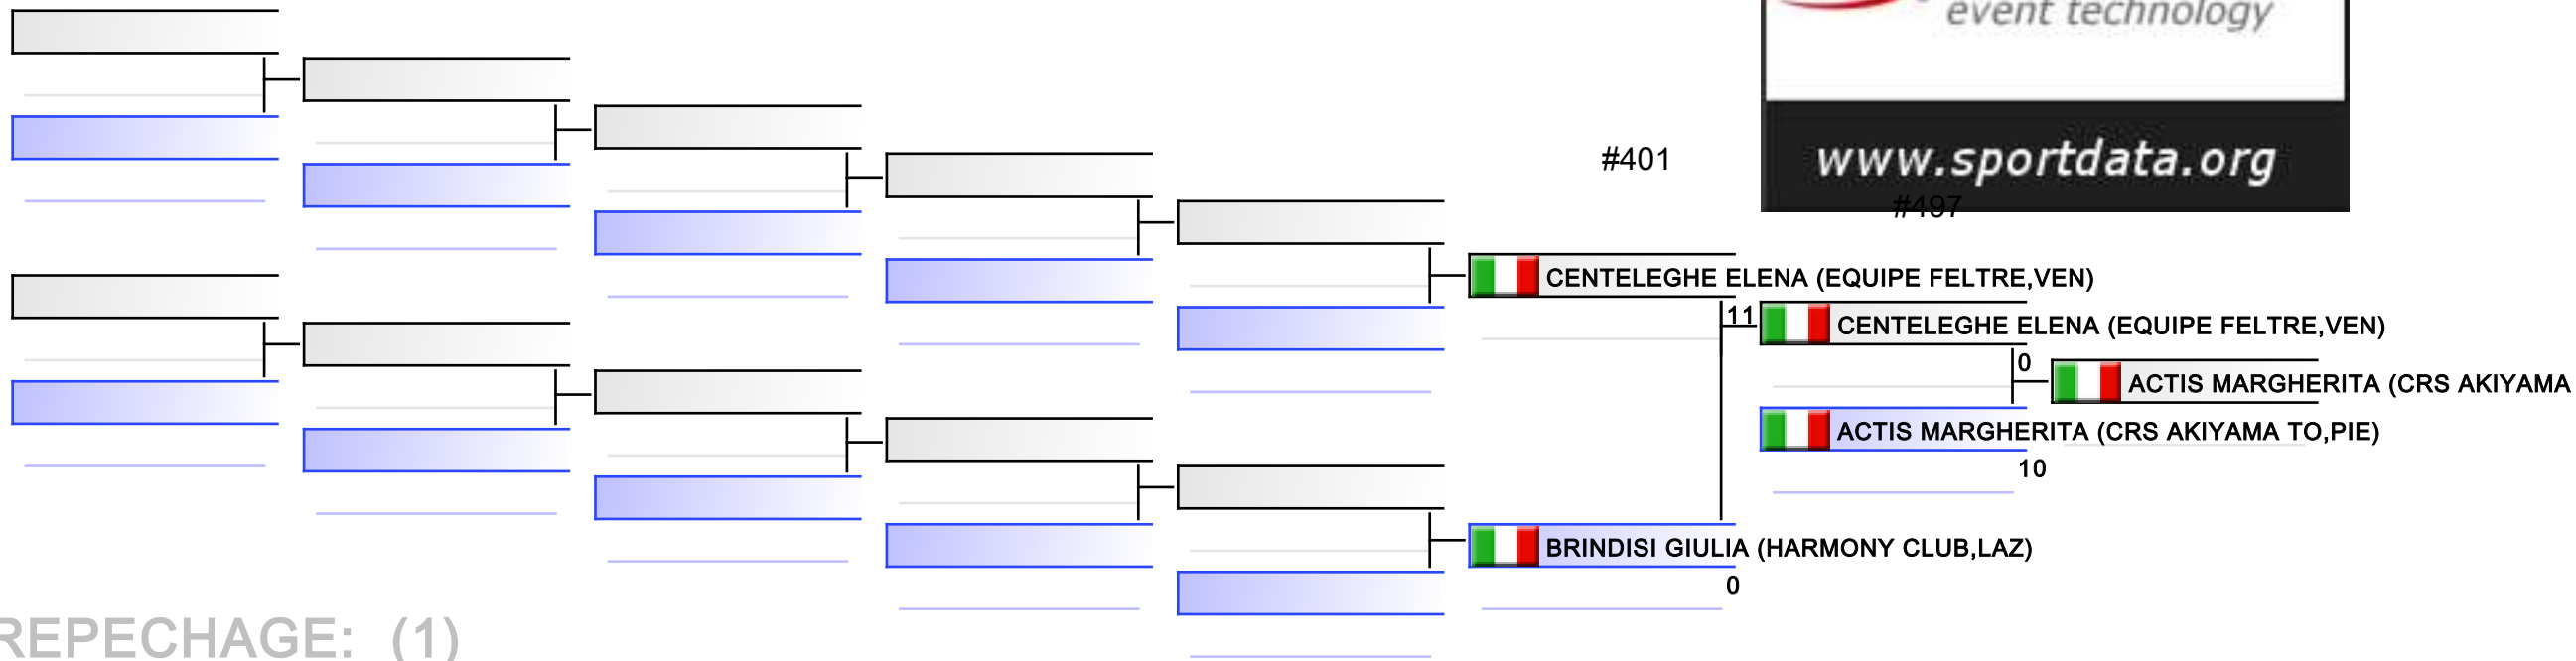 event technology
www.sportdata.org
#401
#497
CENTELEGHE ELENA (EQUIPE FELTRE,VEN)
11
CENTELEGHE ELENA (EQUIPE FELTRE,VEN)
0
ACTIS MARGHERITA (CRS AKIYAMA
ACTIS MARGHERITA (CRS AKIYAMA TO,PIE)
10
BRINDISI GIULIA (HARMONY CLUB,LAZ)
0
REPECHAGE: (1)